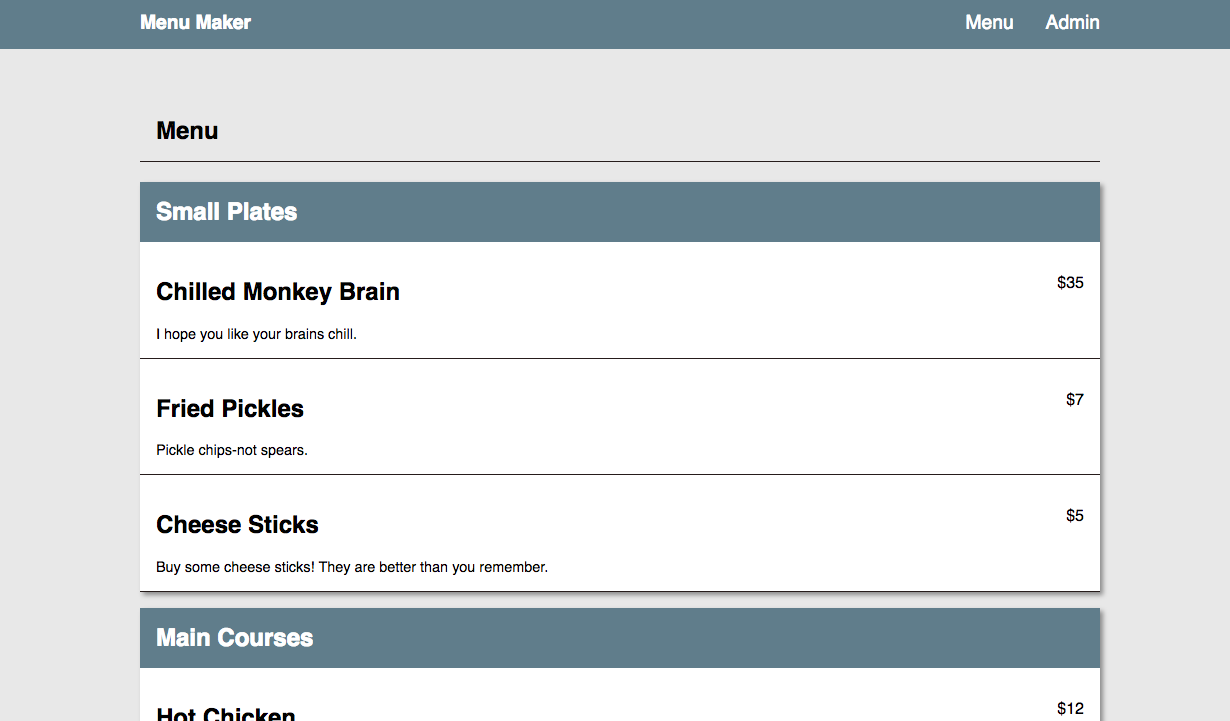 Menu Maker Menu Admin
Menu
Small Plates
Chilled Monkey Brain $35
I hope you like your brains chill.
Fried Pickles $7
Pickle chips-not spears.
Cheese Sticks $5
Buy some cheese sticks! They are better than you remember.
Main Courses
Hot Chicken $12